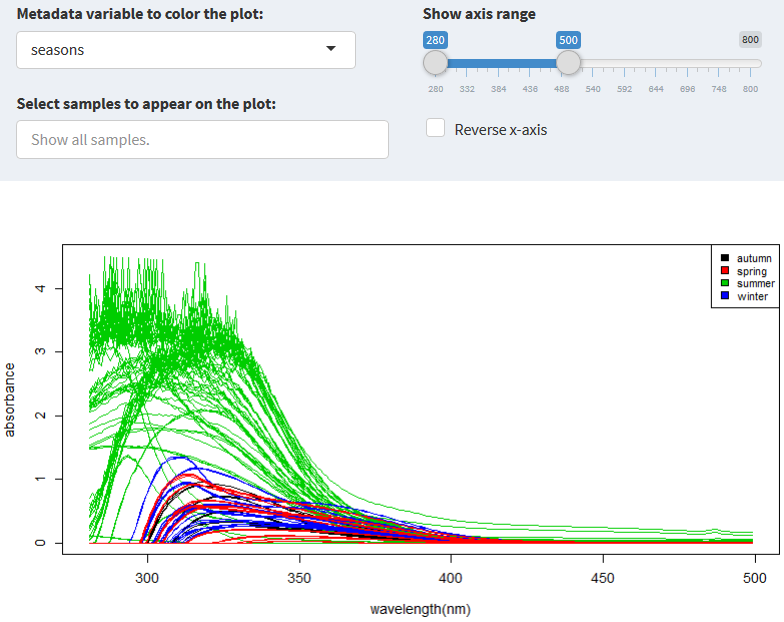 Metadata variable to color the plot:
seasons
Select samples to appear on the plot:
Show all samples.
Show axis range
280 500 800
280 332 384 436 488 540 592 644 696 748 800
Reverse x-axis
autumn
spring
summer
winter
absorbance
4
3
2
1
0
300 350 400 450 500
wavelength(nm)